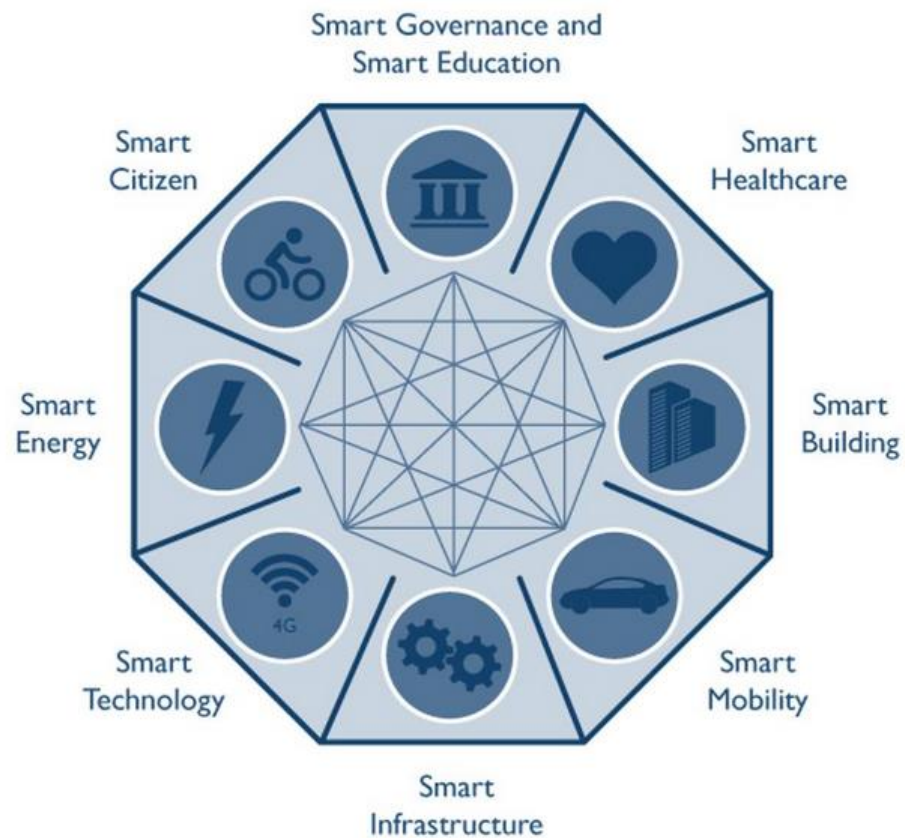 Smart Governance and
Smart Education
Smart
Citizen
Smart
Healthcare
Smart
Energy
Smart
Building
4G
Smart
Technology
Smart
Mobility
Smart
Infrastructure